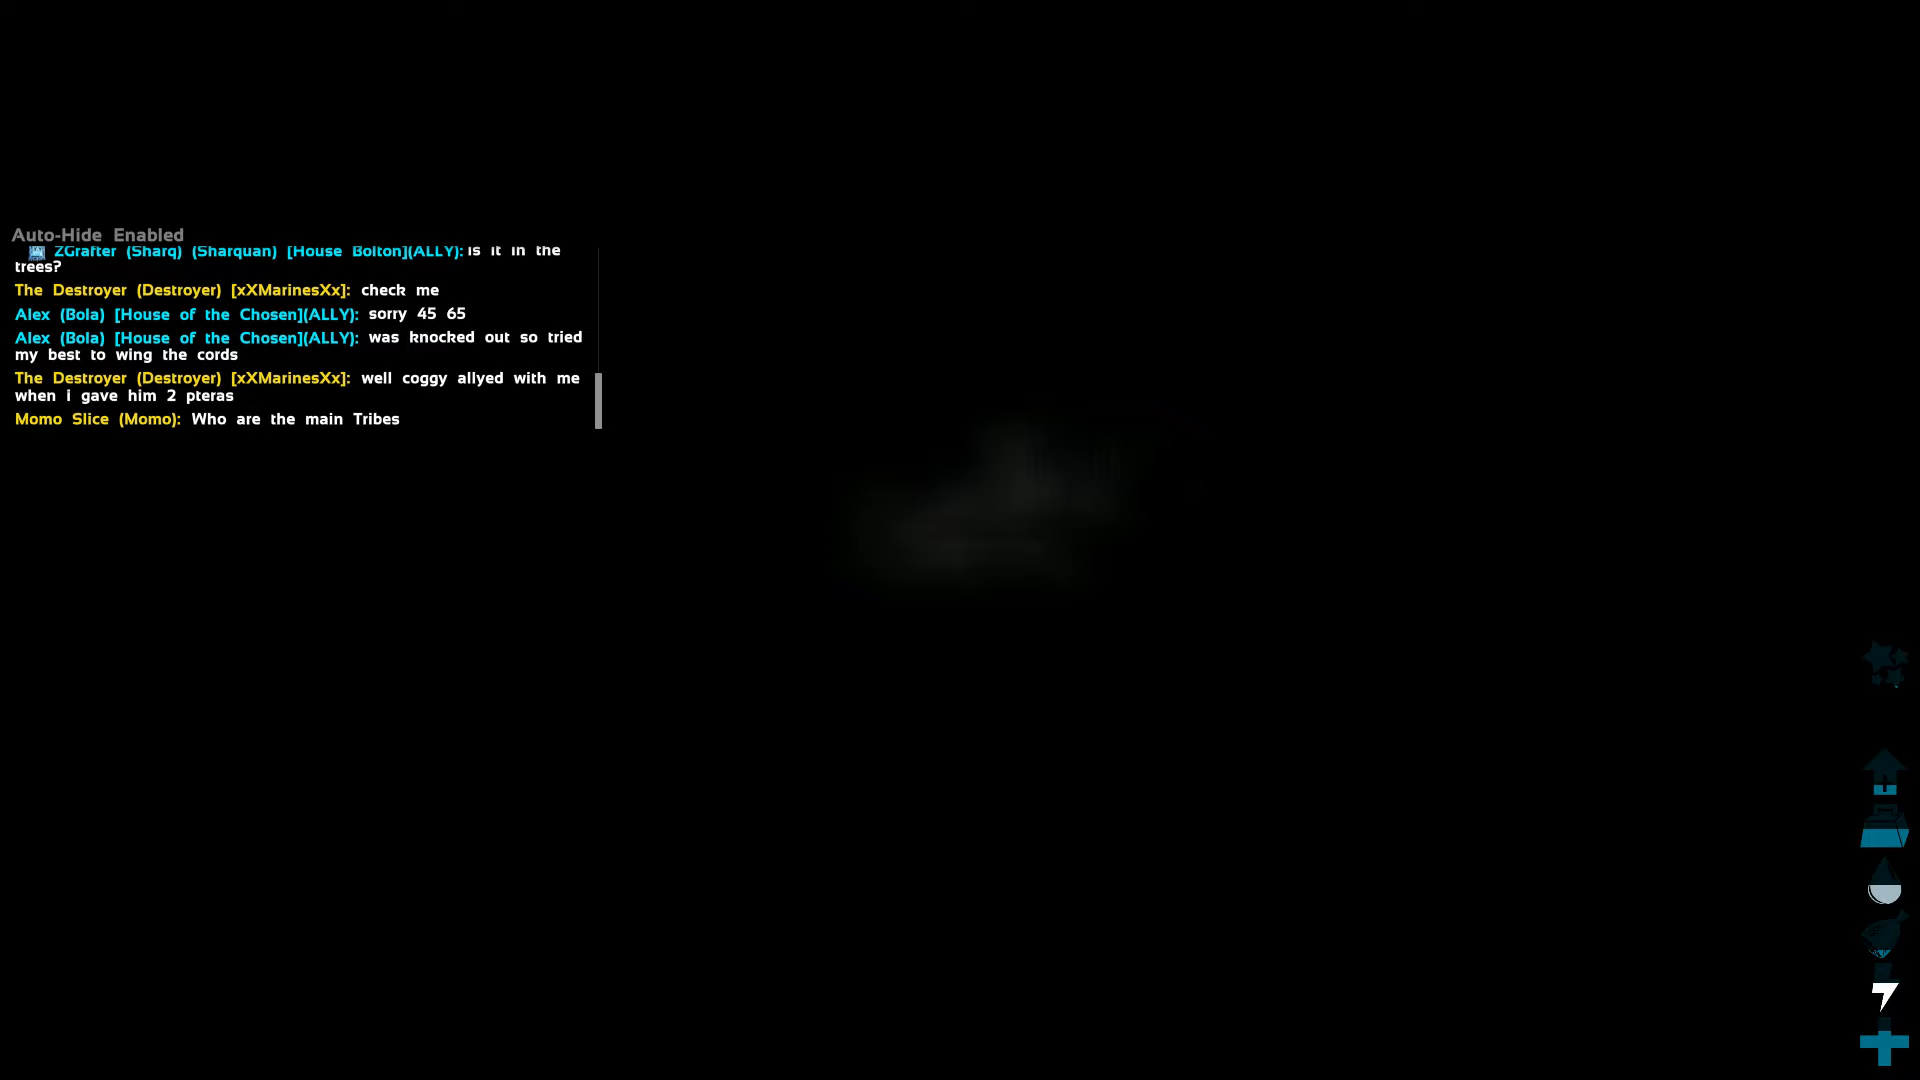 Auto-Hide Enabled
ZGrafter (Sharq) (Sharquan) [House Bolton](ALLY): is it in the
trees?
The Destroyer (Destroyer) [xXMarinesXx]: check me
Alex (Bola) [House of the Chosen](ALLY): sorry 45 65
Alex (Bola) [House of the Chosen](ALLY): was knocked out so tried
my best to wing the cords
The Destroyer (Destroyer) [xXMarinesXx]: well coggy allyed with me
when i gave him 2 pteras
Momo Slice (Momo): Who are the main Tribes